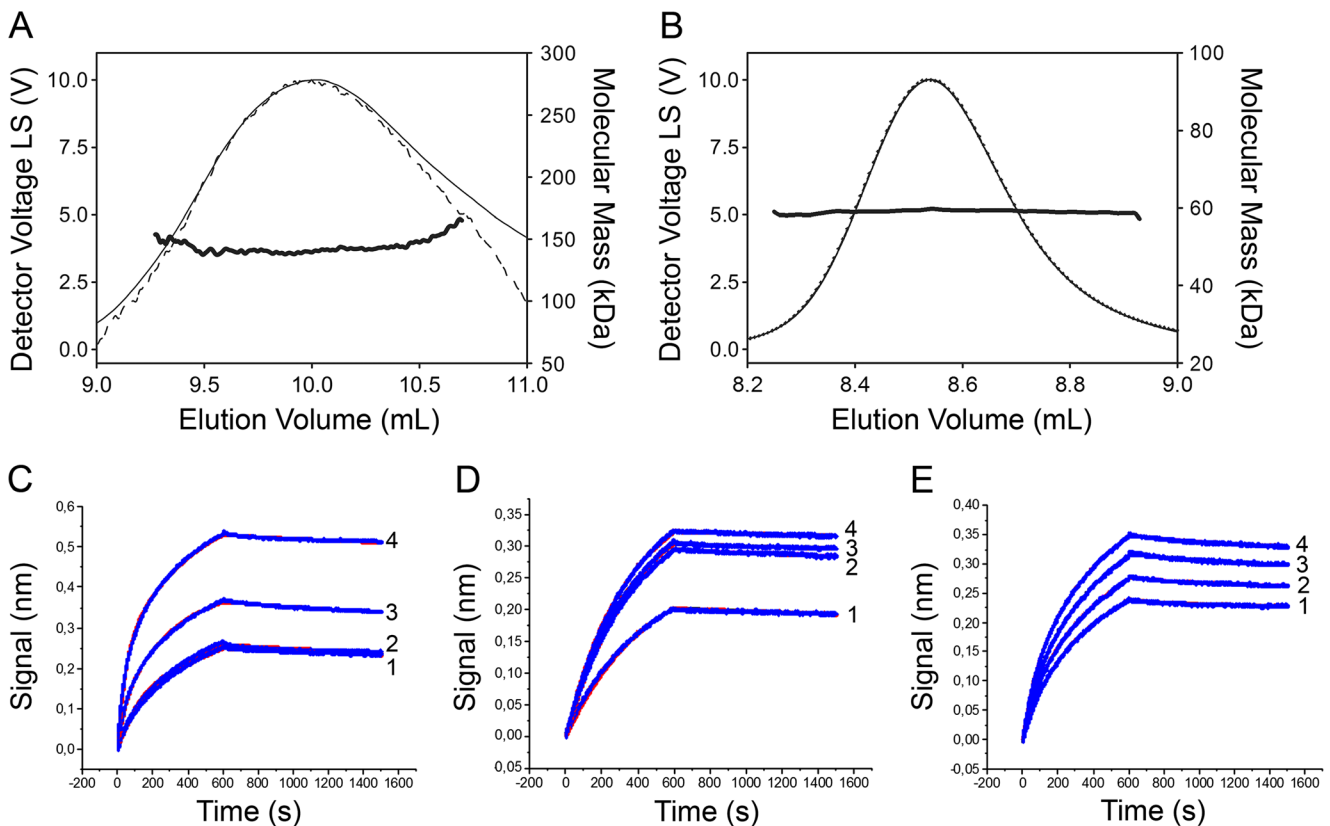 A
Detector Voltage LS (V)
10.0
7.5
5.0
2.5
0.0
300
250
200
150
100
50
Molecular Mass (kDa)
9.0 9.5 10.0 10.5 11.0
Elution Volume (mL)
B
Detector Voltage LS (V)
10.0
7.5
5.0
2.5
0.0
100
80
60
40
20
Molecular Mass (kDa)
8.2 8.4 8.6 8.8 9.0
Elution Volume (mL)
C
Signal (nm)
0,6
0,5
0,4
0,3
0,2
0,1
0,0
4
3
2
1
-200 0 200 400 600 800 1000 1200 1400 1600
Time (s)
D
Signal (nm)
0,35
0,30
0,25
0,20
0,15
0,10
0,05
0,00
0,05
4
3
2
1
-200 0 200 400 600 800 1000 1200 1400 1600
Time (s)
E
Signal (nm)
0,40
0,35
0,30
0,25
0,20
0,15
0,10
0,05
0,00
-0,05
4
3
2
1
-200 0 200 400 600 800 1000 1200 1400 1600
Time (s)